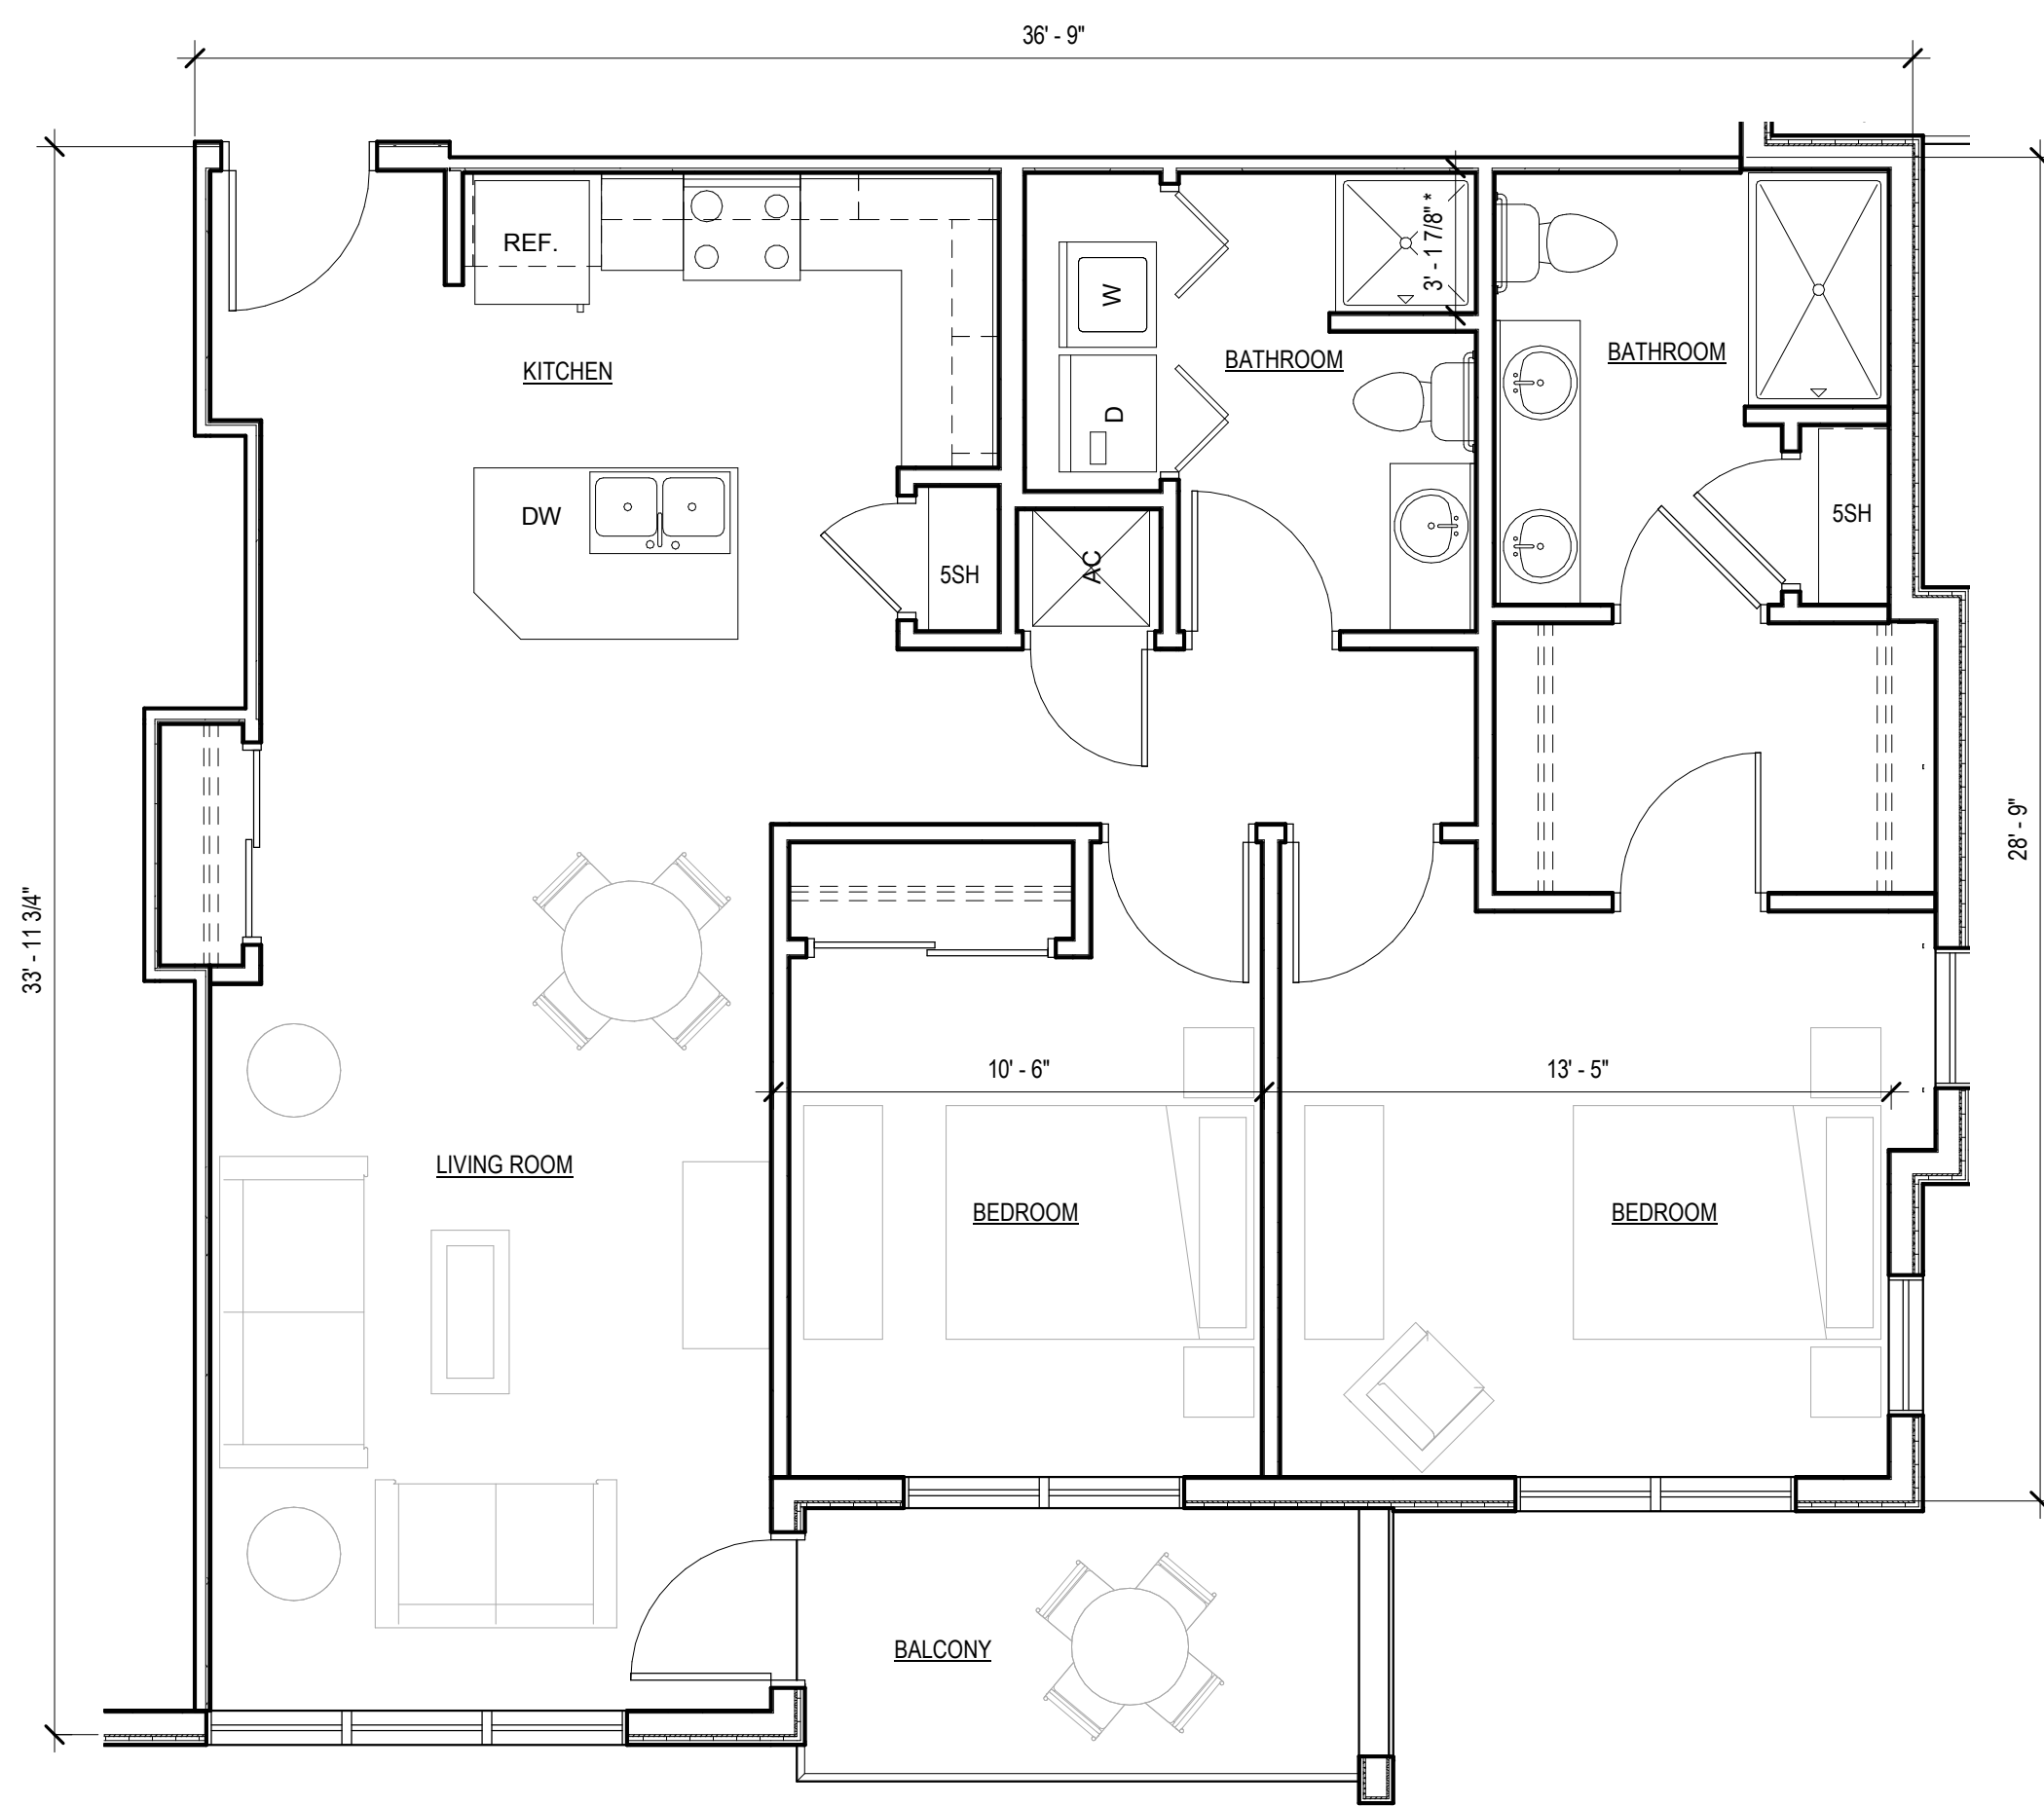 36' - 9"
REF.
3' - 1 7/8" *
W
KITCHEN
BATHROOM
BATHROOM
D
DW
5SH
5SH
AC
28' - 9"
33' - 11 3/4"
10' - 6"
13' - 5"
LIVING ROOM
BEDROOM
BEDROOM
BALCONY